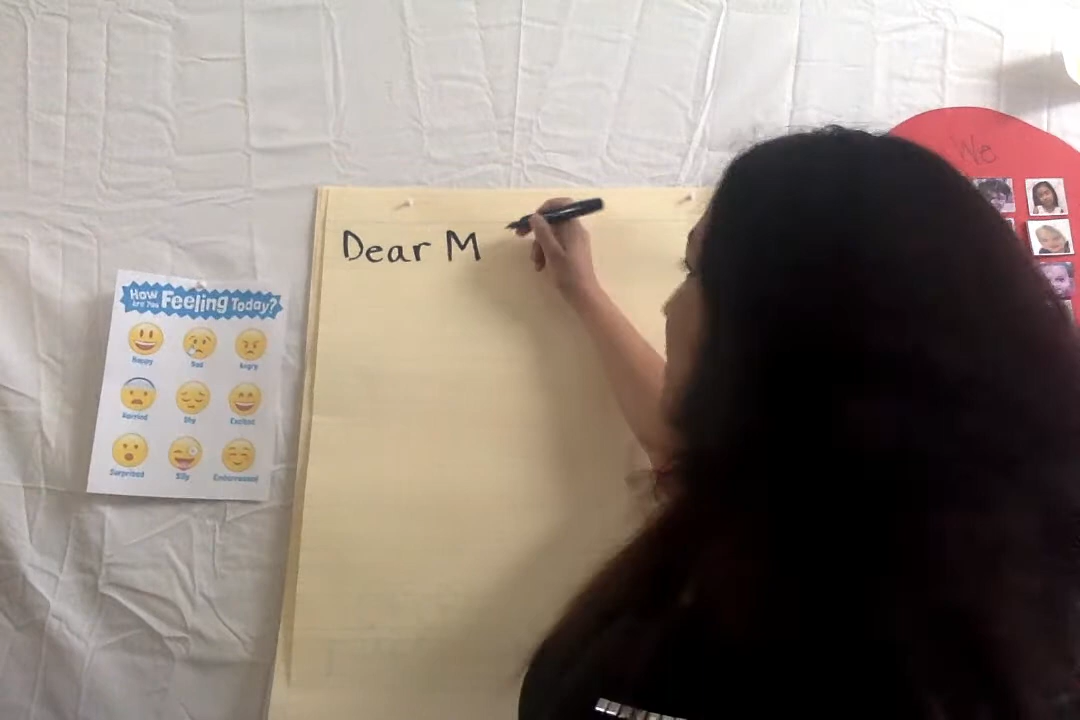 We
Dear M
How Are You Feeling Today?
Happy Sad Angry
Worried Shy Excited
Surprised Silly Embarrassed